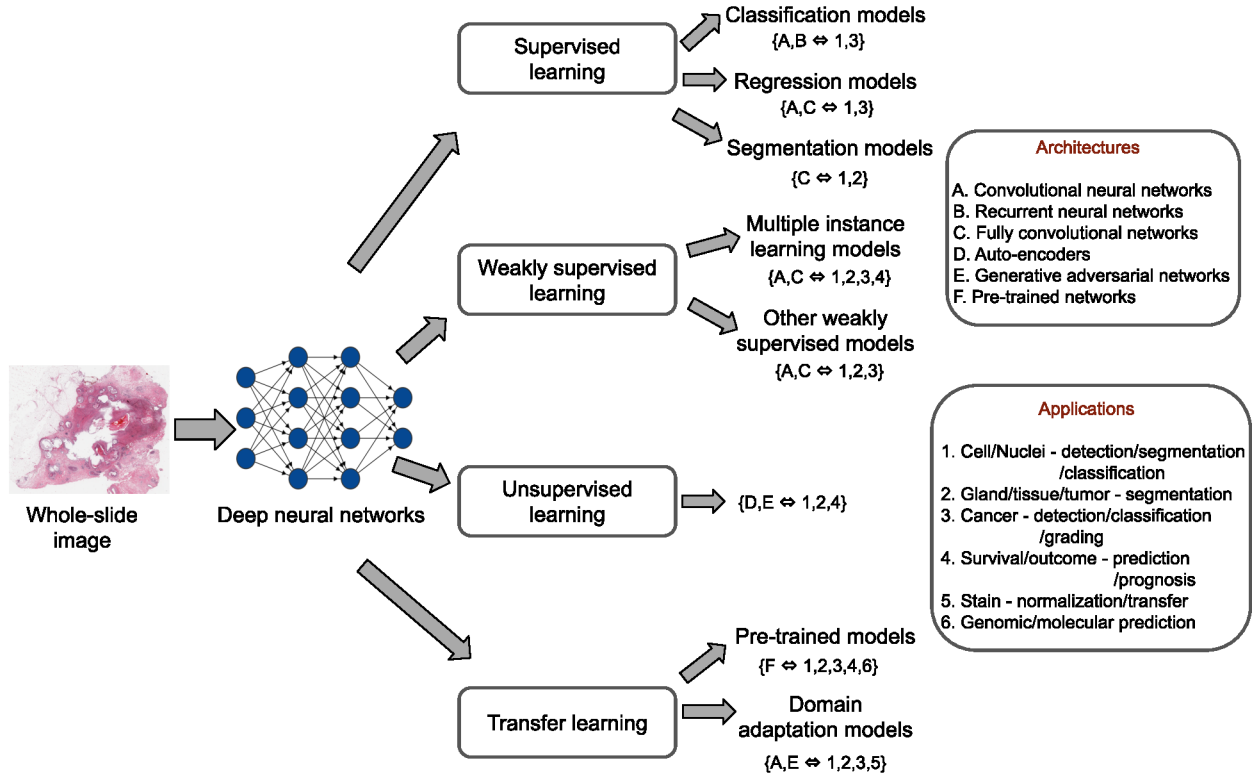 Classification models
{A,B ⇔ 1,3}
Supervised
learning
Regression models
{A,C ⇔ 1,3}
Segmentation models
{C ⇔ 1,2}
Architectures
A. Convolutional neural networks
B. Recurrent neural networks
C. Fully convolutional networks
D. Auto-encoders
E. Generative adversarial networks
F. Pre-trained networks
Multiple instance
learning models
{A,C ⇔ 1,2,3,4}
Weakly supervised
learning
Other weakly
supervised models
{A,C ⇔ 1,2,3}
Whole-slide
image
Deep neural networks
Unsupervised
learning
{D,E ⇔ 1,2,4}
Applications
1. Cell/Nuclei - detection/segmentation
/classification
2. Gland/tissue/tumor - segmentation
3. Cancer - detection/classification
/grading
4. Survival/outcome - prediction
/prognosis
5. Stain - normalization/transfer
6. Genomic/molecular prediction
Pre-trained models
{F ⇔ 1,2,3,4,6}
Transfer learning
Domain
adaptation models
{A,E ⇔ 1,2,3,5}